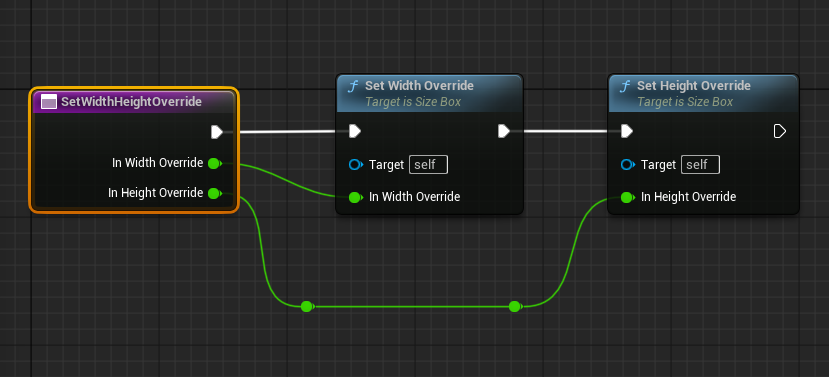 SetWidthHeightOverride
In Width Override
In Height Override
f Set Width Override
Target is Size Box
Target self
In Width Override
f Set Height Override
Target is Size Box
Target self
In Height Override